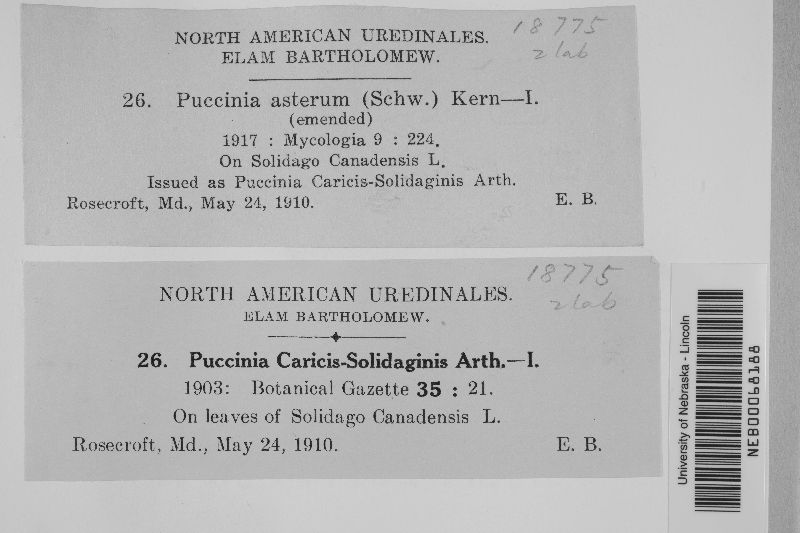 18775
2 lab
NORTH AMERICAN UREDINALES.
ELAM BARTHOLOMEW.
26. Puccinia asterum (Schw.) Kern—I.
(emended)
1917 : Mycologia 9 : 224.
On Solidago Canadensis L.
Issued as Puccinia Caricis-Solidaginis Arth.
Rosecroft, Md., May 24, 1910. E. B.
18775
2 lab
NORTH AMERICAN UREDINALES.
ELAM BARTHOLOMEW.
26. Puccinia Caricis-Solidaginis Arth.—I.
1903: Botanical Gazette 35 : 21.
On leaves of Solidago Canadensis L.
Rosecroft, Md., May 24, 1910. E. B.
University of Nebraska - Lincoln
NEB00068188